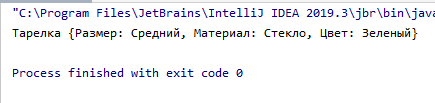 "C:\Program Files\JetBrains\IntelliJ IDEA 2019.3\jbr\bin\java
Тарелка {Размер: Средний, Материал: Стекло, Цвет: Зеленый}
Process finished with exit code 0